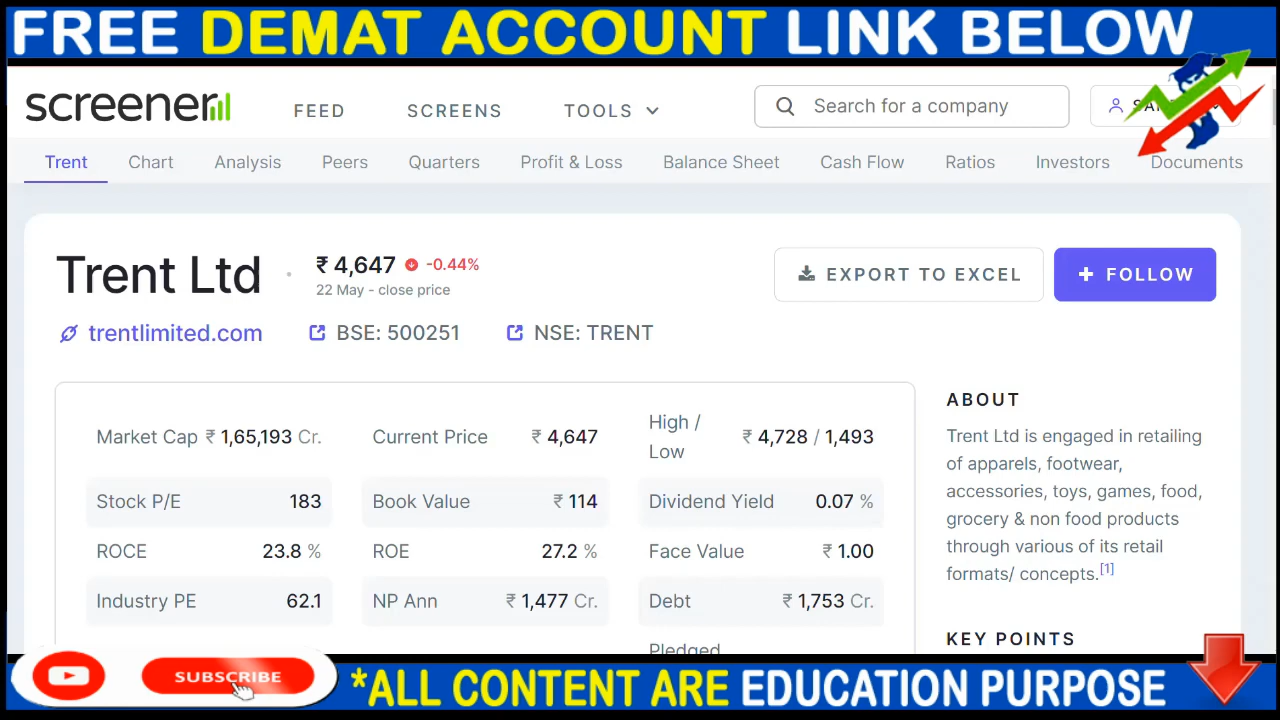 FREE DEMAT ACCOUNT LINK BELOW
screener
FEED SCREENS TOOLS
Search for a company
Trent Chart Analysis Peers Quarters Profit & Loss Balance Sheet Cash Flow Ratios Investors Documents
Trent Ltd
₹ 4,647 -0.44%
22 May - close price
EXPORT TO EXCEL
+ FOLLOW
trentlimited.com BSE: 500251 NSE: TRENT
Market Cap ₹ 1,65,193 Cr.
Current Price ₹ 4,647
High /
Low ₹ 4,728 / 1,493
Stock P/E 183
Book Value ₹ 114
Dividend Yield 0.07 %
ROCE 23.8 %
ROE 27.2 %
Face Value ₹ 1.00
Industry PE 62.1
NP Ann ₹ 1,477 Cr.
Debt ₹ 1,753 Cr.
Pledged
ABOUT
Trent Ltd is engaged in retailing
of apparels, footwear,
accessories, toys, games, food,
grocery & non food products
through various of its retail
formats/ concepts.[1]
KEY POINTS
SUBSCRIBE
*ALL CONTENT ARE EDUCATION PURPOSE